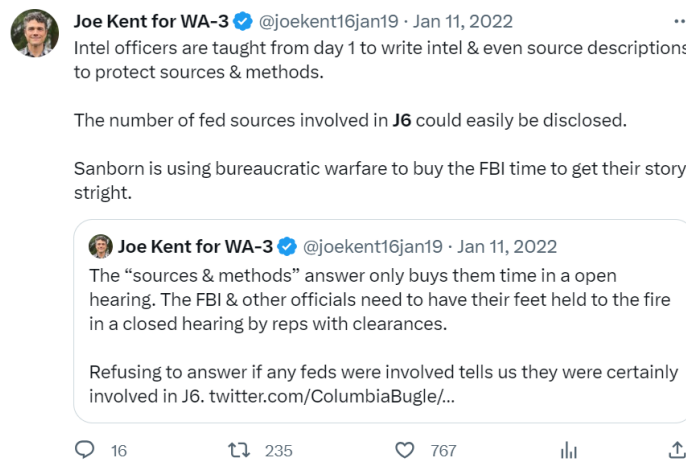 Joe Kent for WA-3 @joekent16jan19 · Jan 11, 2022
Intel officers are taught from day 1 to write intel & even source descriptions
to protect sources & methods.
The number of fed sources involved in J6 could easily be disclosed.
Sanborn is using bureaucratic warfare to buy the FBI time to get their story
stright.
Joe Kent for WA-3 @joekent16jan19 · Jan 11, 2022
The “sources & methods” answer only buys them time in a open
hearing. The FBI & other officials need to have their feet held to the fire
in a closed hearing by reps with clearances.
Refusing to answer if any feds were involved tells us they were certainly
involved in J6. twitter.com/ColumbiaBugle/...
16 235 767